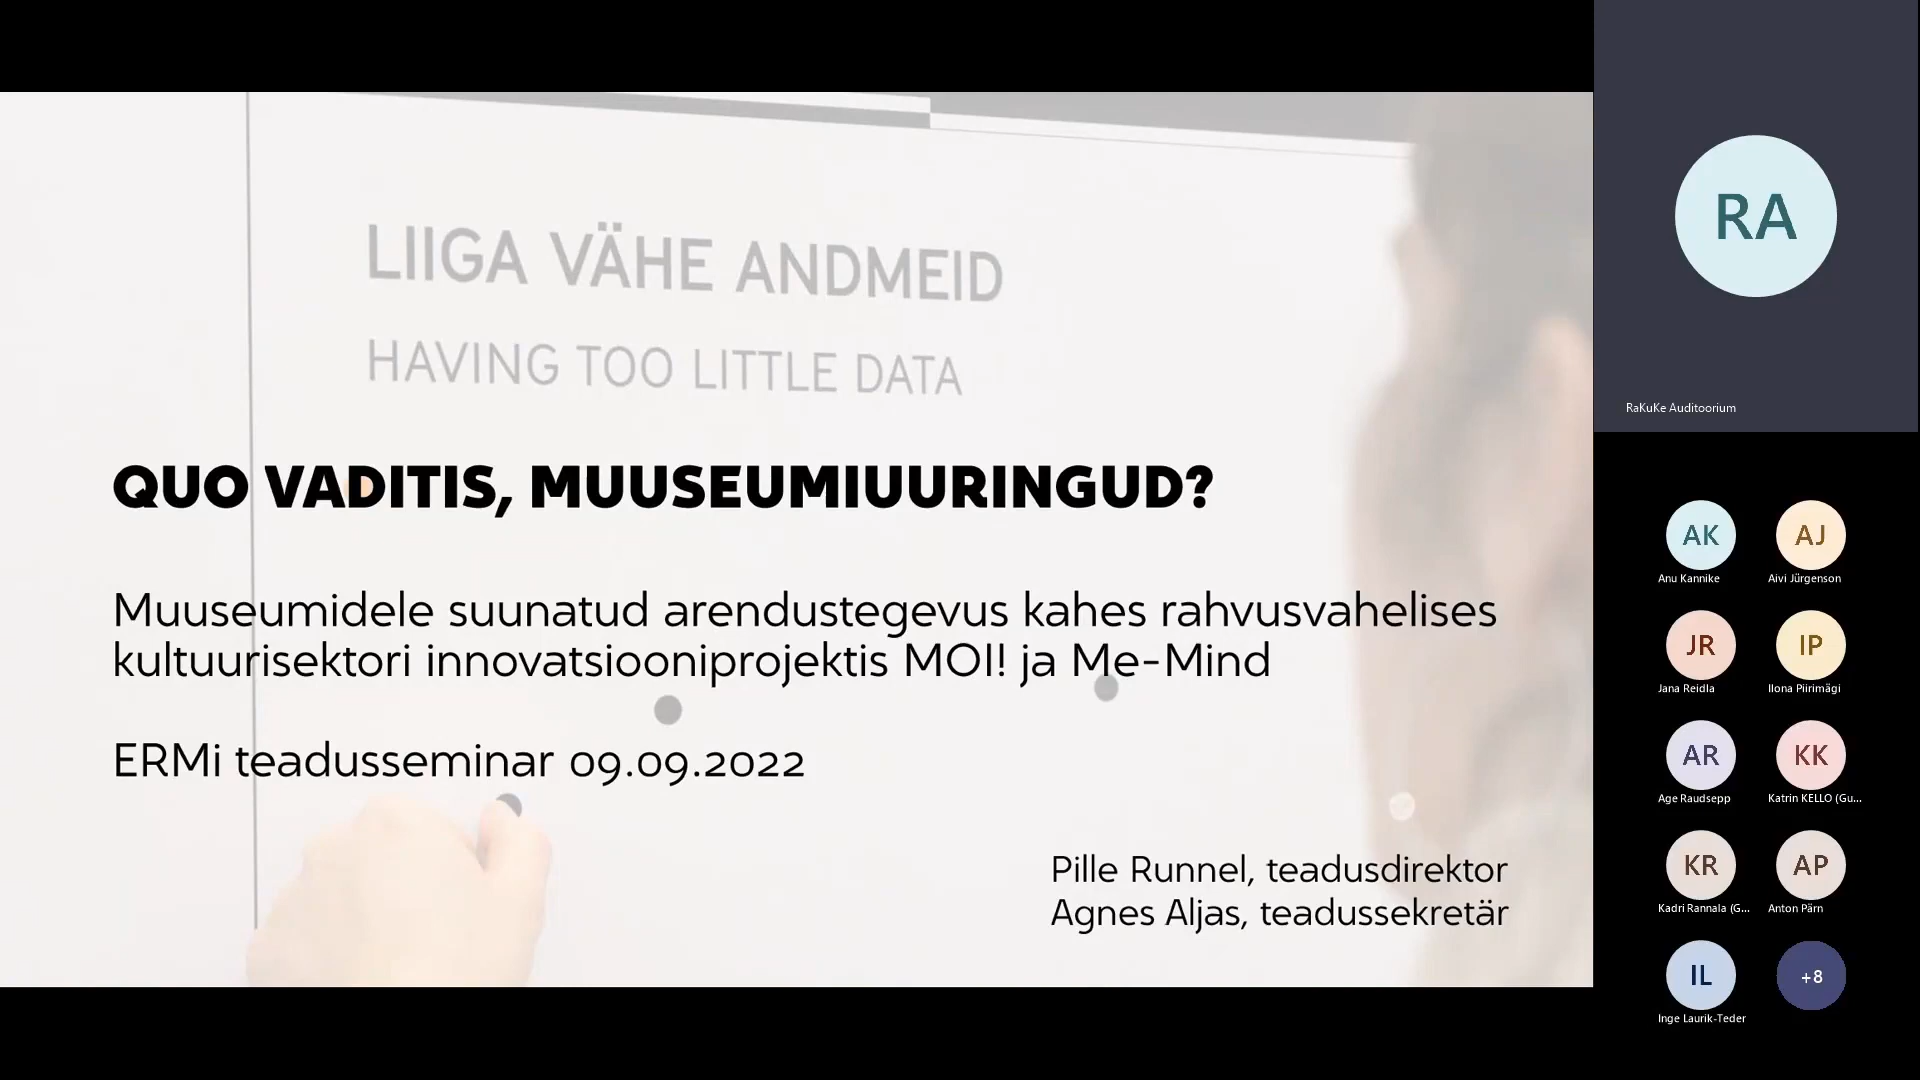 LIIGA VÄHE ANDMEID
HAVING TOO LITTLE DATA
QUO VADITIS, MUUSEUMIUURINGUD?
Muuseumidele suunatud arendustegevus kahes rahvusvahelises
kultuurisektori innovatsiooniprojektis MOI! ja Me-Mind
ERMi teadusseminar 09.09.2022
Pille Runnel, teadusdirektor
Agnes Aljas, teadussekretär
RA
RaKuKe Auditoorium
AK
Anu Kannike
AJ
Aivi Jürgenson
JR
Jana Reidla
IP
Ilona Piirimägi
AR
Age Raudsepp
KK
Katrin KELLO (Gu...
KR
Kadri Rannala (G...
AP
Anton Pärn
IL
Inge Laurik-Teder
+8